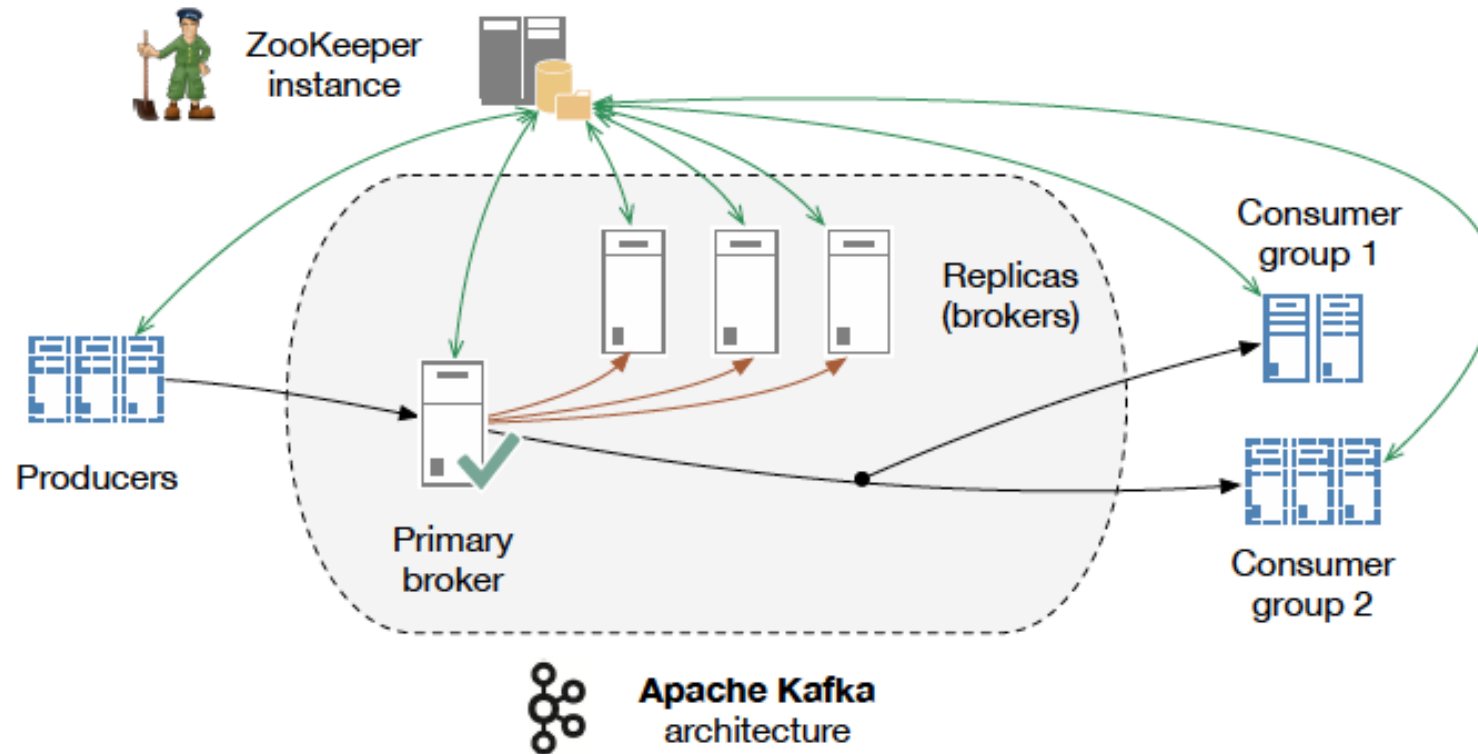 ZooKeeper
instance
Consumer
group 1
Replicas
(brokers)
Producers
Primary
broker
Consumer
group 2
Apache Kafka
architecture